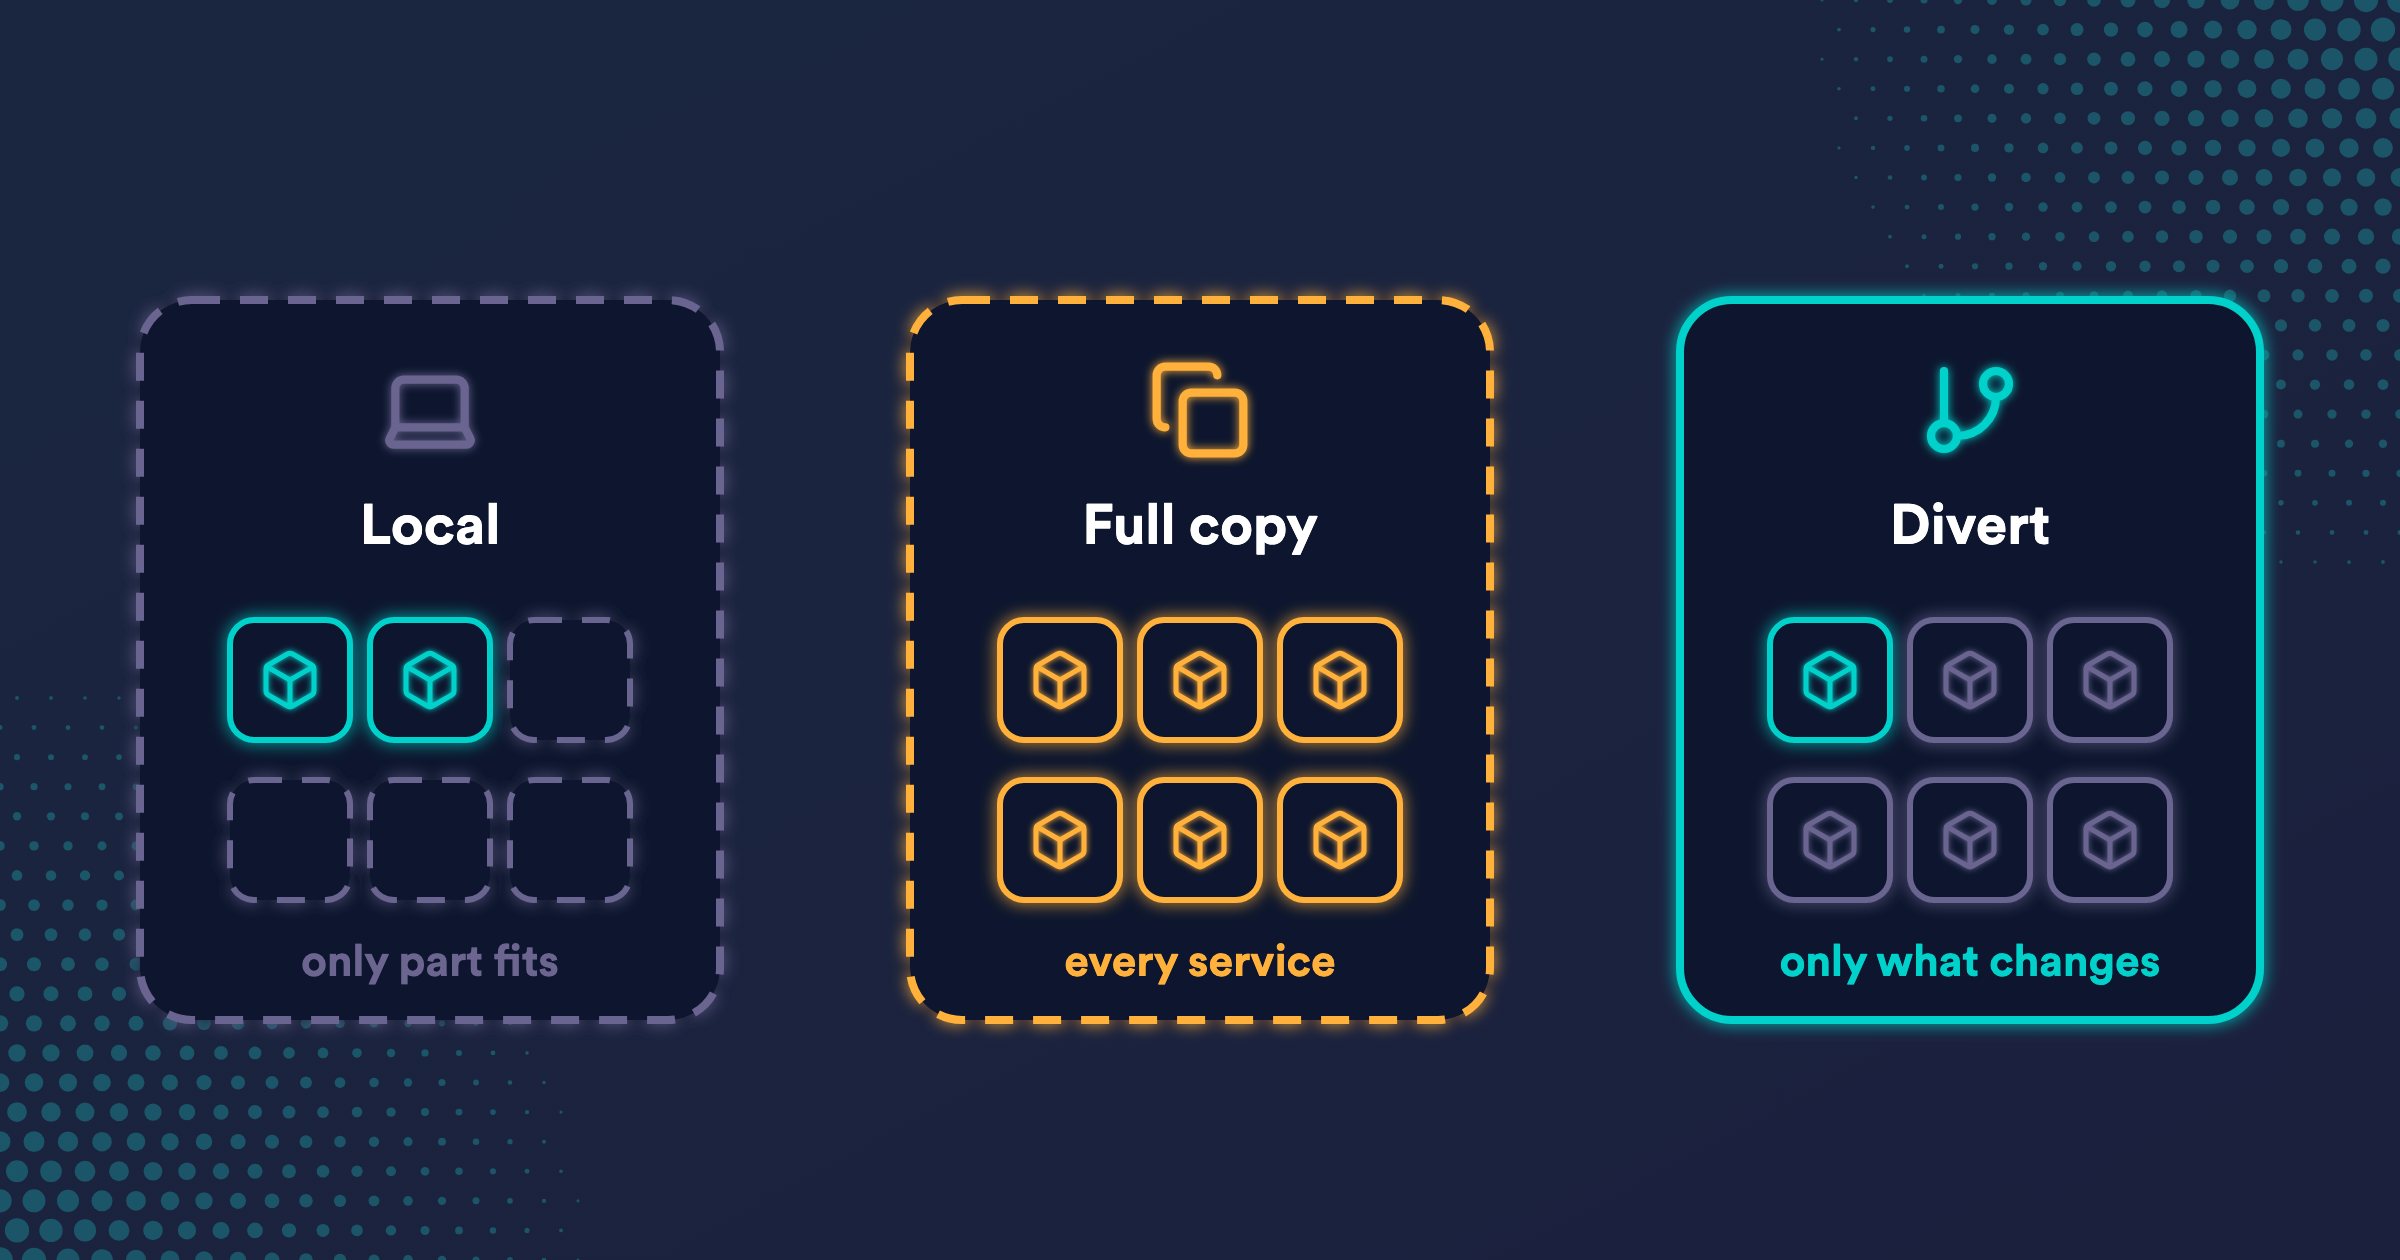 Local
only part fits
Full copy
every service
Divert
only what changes